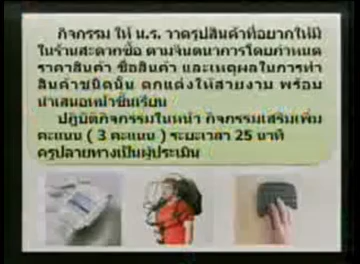 กิจกรรม ให้ น.ร. วาดรูปสินค้าที่อยากให้มี
ในร้านสะดวกซื้อ ตามจินตนาการโดยกำหนด
ราคาสินค้า ชื่อสินค้า และเหตุผลในการทำ
สินค้าชนิดนั้น ตกแต่งให้สวยงาม พร้อม
นำเสนอหน้าชั้นเรียน
ปฏิบัติกิจกรรมในหน้า กิจกรรมเสริมเพิ่ม
คะแนน ( 3 คะแนน ) ระยะเวลา 25 นาที
ครูปลายทางเป็นผู้ประเมิน